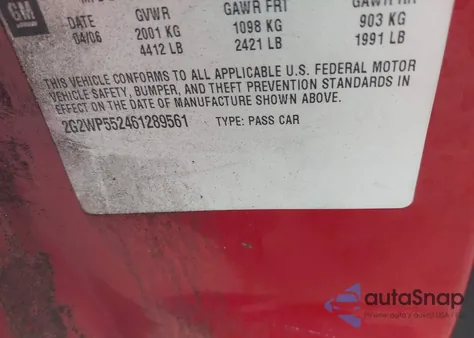 GM
DATE GVWR GAWR FRT GAWR RR
04/06 2001 KG 1098 KG 903 KG
4412 LB 2421 LB 1991 LB
THIS VEHICLE CONFORMS TO ALL APPLICABLE U.S. FEDERAL MOTOR
VEHICLE SAFETY, BUMPER, AND THEFT PREVENTION STANDARDS IN
EFFECT ON THE DATE OF MANUFACTURE SHOWN ABOVE.
2G2WP552461289561 TYPE: PASS CAR
autoSnap